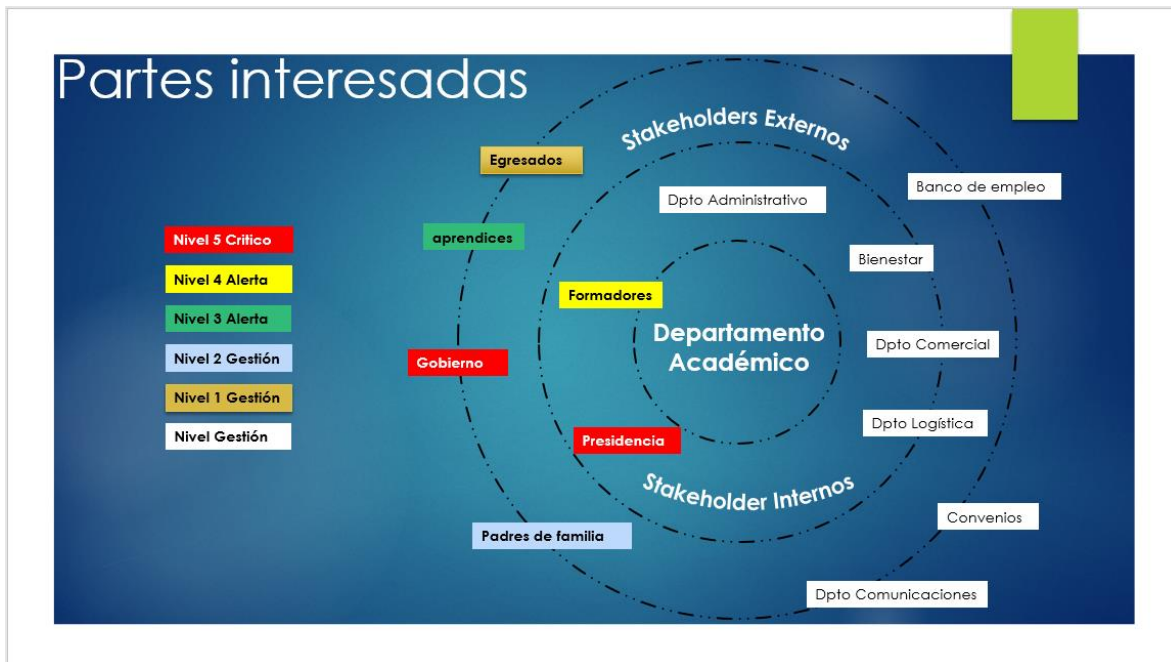 Partes interesadas
Stakeholders Externos
Egresados
Banco de empleo
Dpto Administrativo
aprendices
Nivel 5 Critico
Bienestar
Nivel 4 Alerta
Formadores
Nivel 3 Alerta
Departamento
Académico
Dpto Comercial
Nivel 2 Gestión
Gobierno
Nivel 1 Gestión
Dpto Logística
Nivel Gestión
Presidencia
Stakeholder Internos
Convenios
Padres de familia
Dpto Comunicaciones